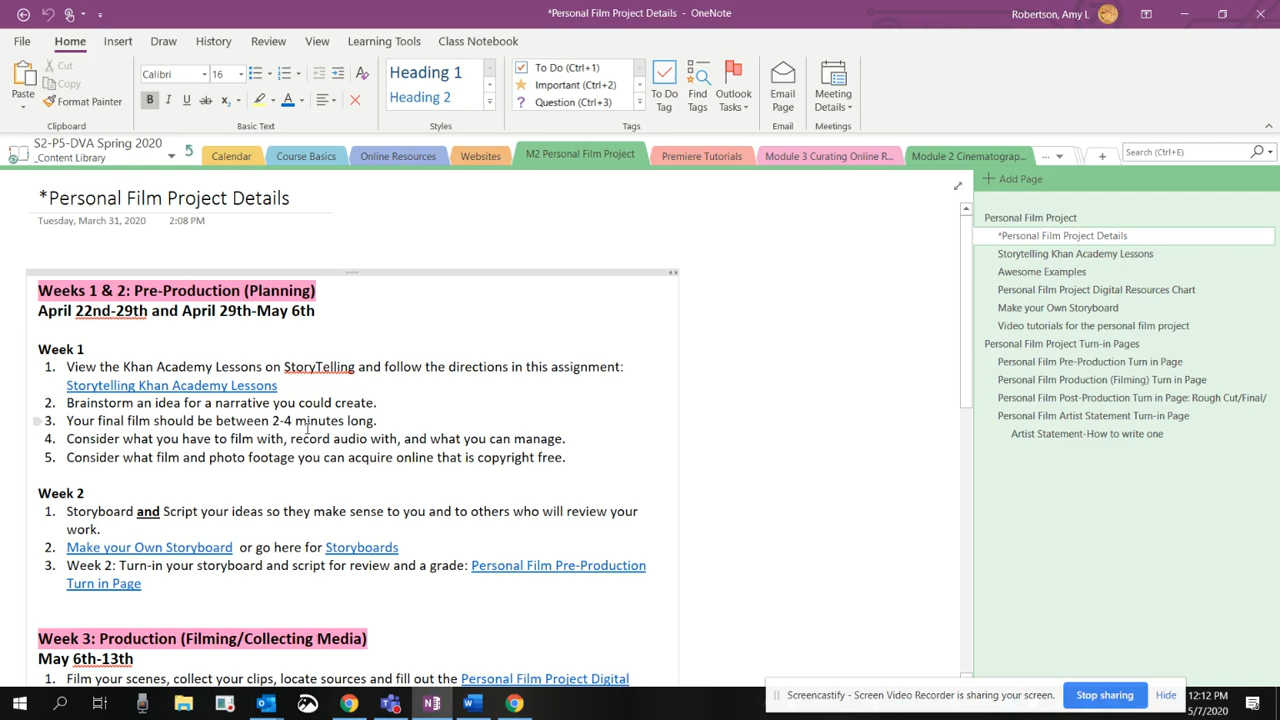 *Personal Film Project Details - OneNote
Robertson, Amy L
File Home Insert Draw History Review View Learning Tools Class Notebook
Paste
Cut
Copy
Format Painter
Clipboard
Calibri 16
B I U ab x₂ A
Basic Text
Heading 1
Heading 2
Styles
To Do (Ctrl+1)
Important (Ctrl+2)
? Question (Ctrl+3)
To Do Tag
Find Tags
Outlook Tasks
Tags
Email Page
Email
Meeting Details
Meetings
S2-P5-DVA Spring 2020
_Content Library
Calendar Course Basics Online Resources Websites M2 Personal Film Project Premiere Tutorials Module 3 Curating Online R... Module 2 Cinematograp... ... +
Search (Ctrl+E)
*Personal Film Project Details
Tuesday, March 31, 2020 2:08 PM
Weeks 1 & 2: Pre-Production (Planning)
April 22nd-29th and April 29th-May 6th
Week 1
1. View the Khan Academy Lessons on StoryTelling and follow the directions in this assignment:
Storytelling Khan Academy Lessons
2. Brainstorm an idea for a narrative you could create.
3. Your final film should be between 2-4 minutes long.
4. Consider what you have to film with, record audio with, and what you can manage.
5. Consider what film and photo footage you can acquire online that is copyright free.
Week 2
1. Storyboard and Script your ideas so they make sense to you and to others who will review your
work.
2. Make your Own Storyboard or go here for Storyboards
3. Week 2: Turn-in your storyboard and script for review and a grade: Personal Film Pre-Production
Turn in Page
Week 3: Production (Filming/Collecting Media)
May 6th-13th
1. Film your scenes, collect your clips, locate sources and fill out the Personal Film Project Digital
Add Page
Personal Film Project
*Personal Film Project Details
Storytelling Khan Academy Lessons
Awesome Examples
Personal Film Project Digital Resources Chart
Make your Own Storyboard
Video tutorials for the personal film project
Personal Film Project Turn-in Pages
Personal Film Pre-Production Turn in Page
Personal Film Production (Filming) Turn in Page
Personal Film Post-Production Turn in Page: Rough Cut/Final/
Personal Film Artist Statement Turn-in Page
Artist Statement-How to write one
Screencastify - Screen Video Recorder is sharing your screen. Stop sharing Hide
12:12 PM
5/7/2020